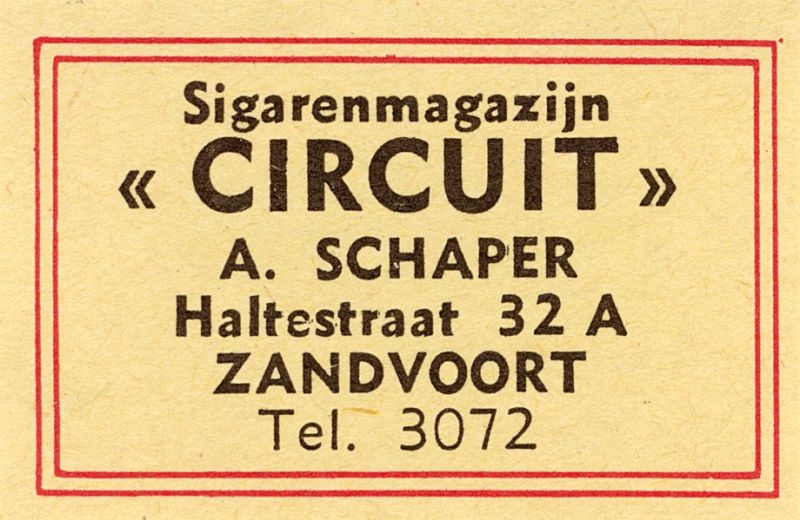 Sigarenmagazijn
« CIRCUIT »
A. SCHAPER
Haltestraat 32 A
ZANDVOORT
Tel. 3072